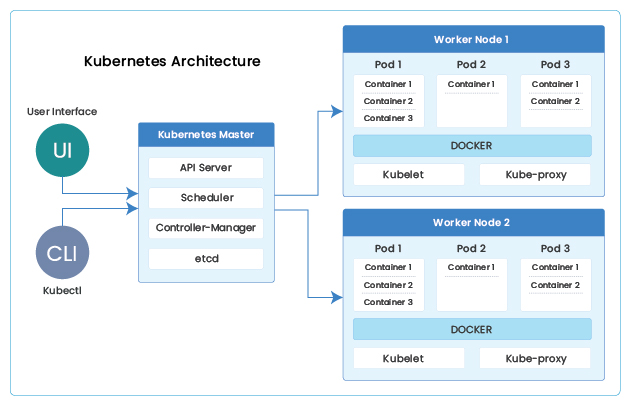 Kubernetes Architecture
User Interface
UI
CLI
Kubectl
Kubernetes Master
API Server
Scheduler
Controller-Manager
etcd
Worker Node 1
Pod 1
Container 1
Container 2
Container 3
Pod 2
Container 1
Pod 3
Container 1
Container 2
DOCKER
Kubelet
Kube-proxy
Worker Node 2
Pod 1
Container 1
Container 2
Container 3
Pod 2
Container 1
Pod 3
Container 1
Container 2
DOCKER
Kubelet
Kube-proxy